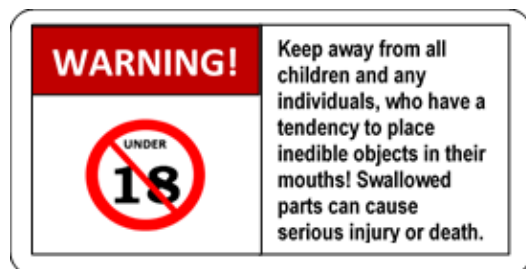 WARNING!
UNDER
18
Keep away from all
children and any
individuals, who have a
tendency to place
inedible objects in their
mouths! Swallowed
parts can cause
serious injury or death.